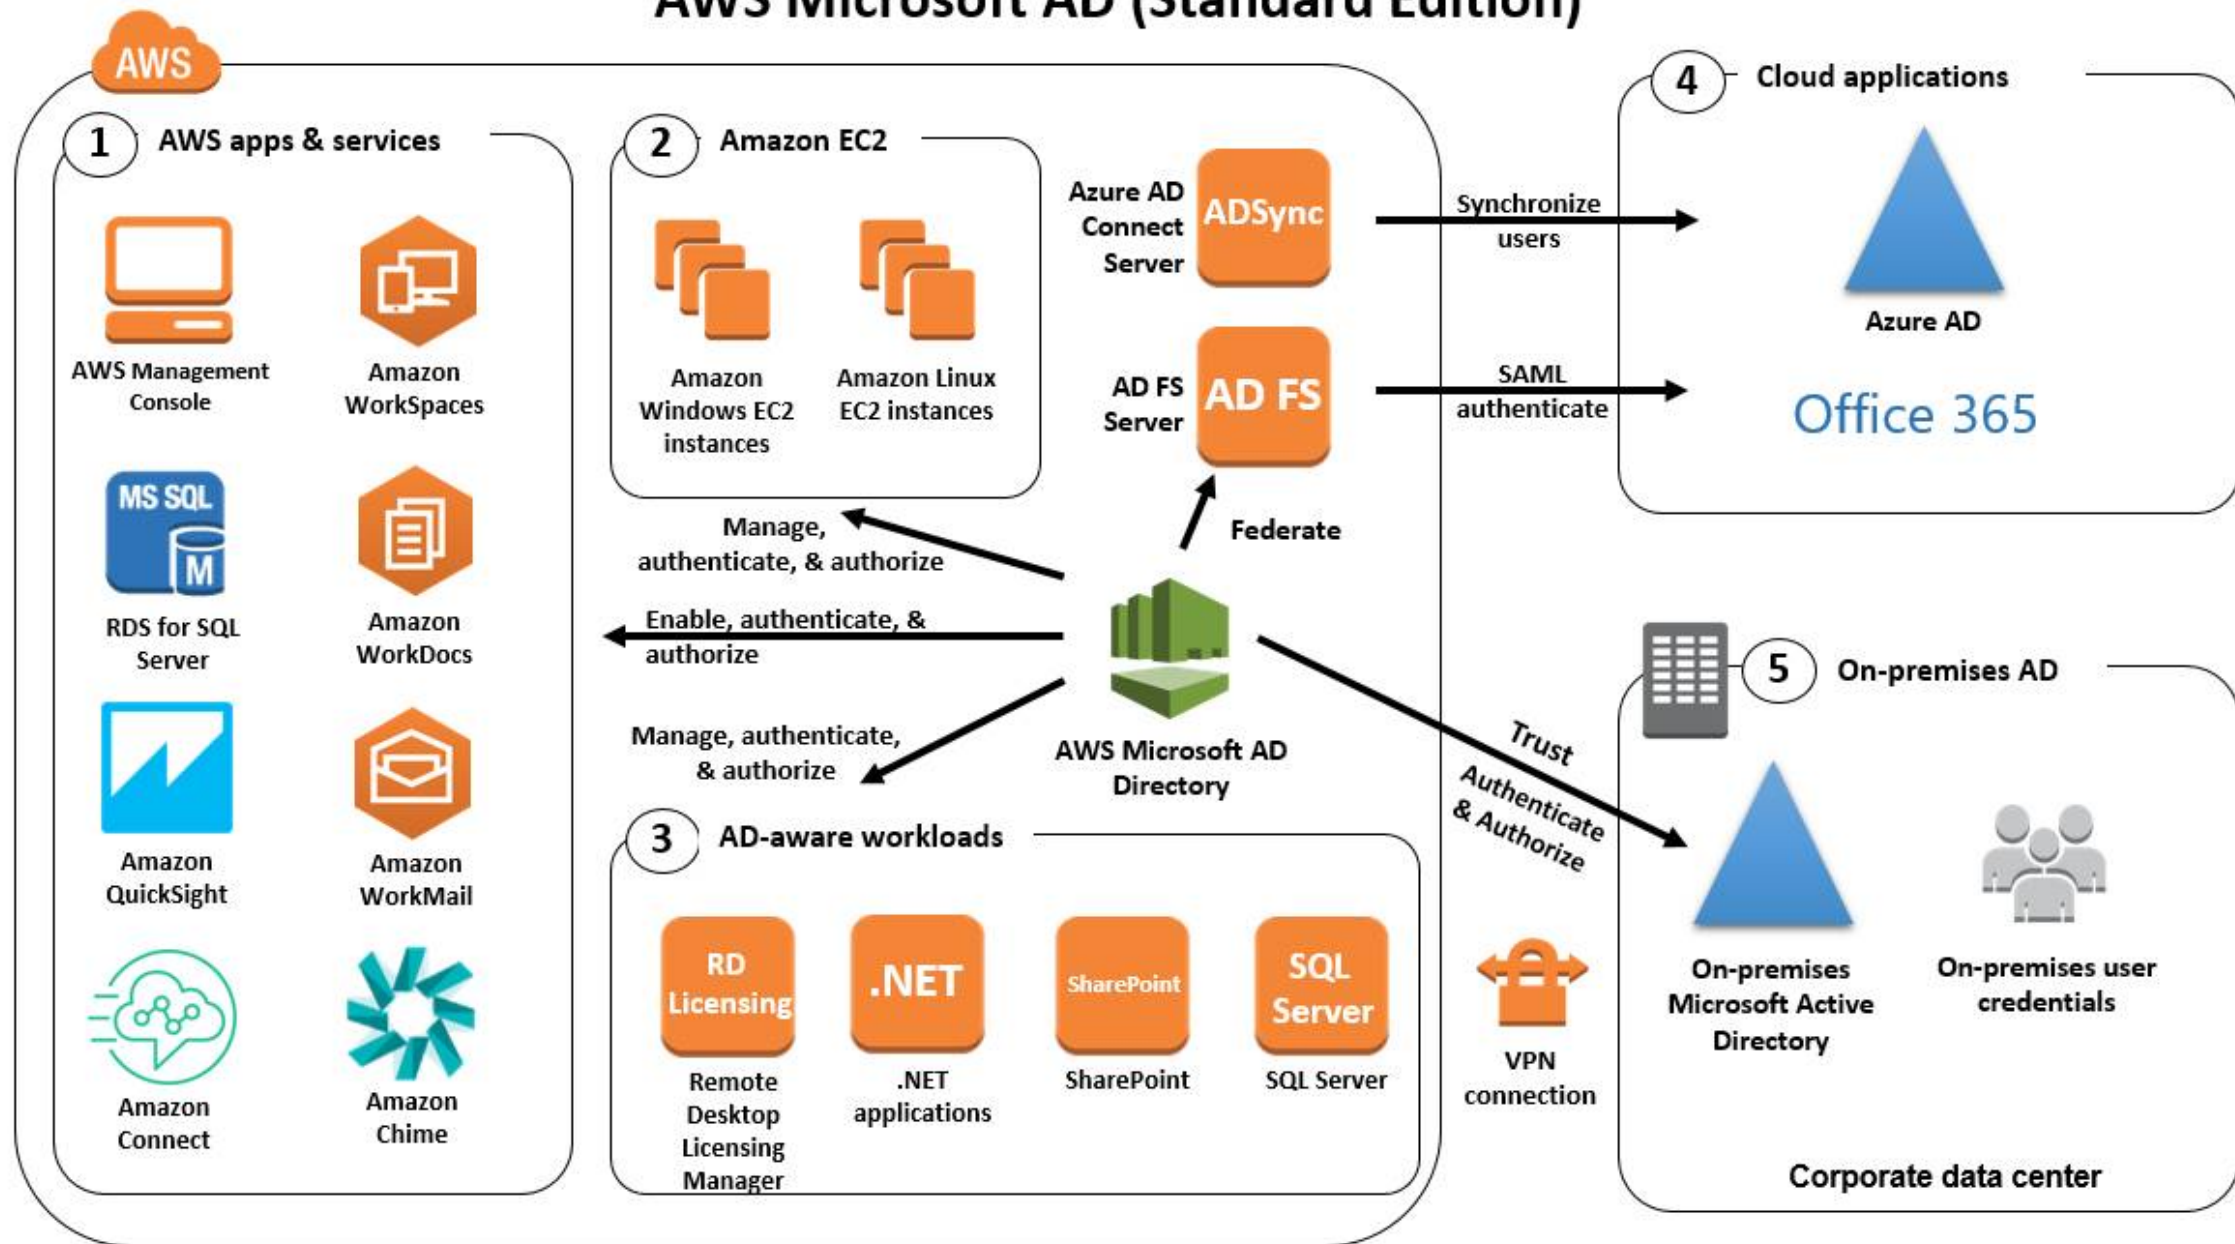 AWS Microsoft AD (Standard Edition)
AWS
1
AWS apps & services
AWS Management
Console
Amazon
WorkSpaces
MS SQL
M
RDS for SQL
Server
Amazon
WorkDocs
Amazon
QuickSight
Amazon
WorkMail
Amazon
Connect
Amazon
Chime
2
Amazon EC2
Amazon
Windows EC2
instances
Amazon Linux
EC2 instances
Azure AD
Connect
Server
ADSync
AD FS
Server
AD FS
Synchronize
users
SAML
authenticate
4
Cloud applications
Azure AD
Office 365
Manage,
authenticate, & authorize
Federate
Enable, authenticate, &
authorize
Manage, authenticate,
& authorize
AWS Microsoft AD
Directory
Trust
Authenticate
& Authorize
3
AD-aware workloads
RD
Licensing
Remote
Desktop
Licensing
Manager
.NET
.NET
applications
SharePoint
SharePoint
SQL
Server
SQL Server
VPN
connection
5
On-premises AD
On-premises
Microsoft Active
Directory
On-premises user
credentials
Corporate data center